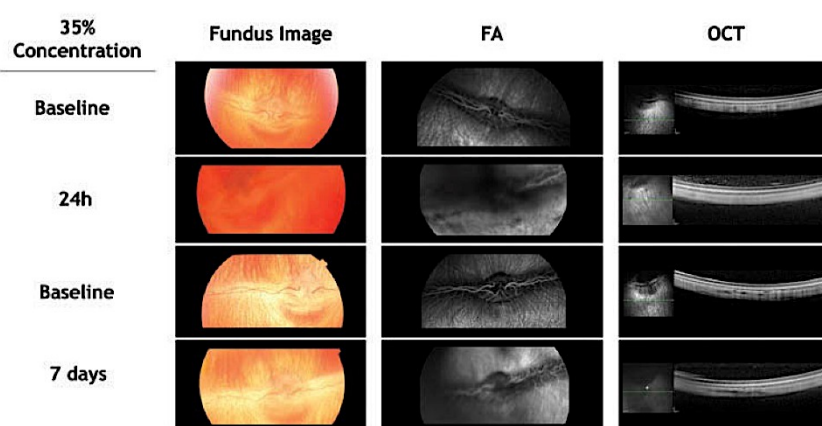 35%
Concentration
Fundus Image
FA
OCT
Baseline
24h
Baseline
7 days